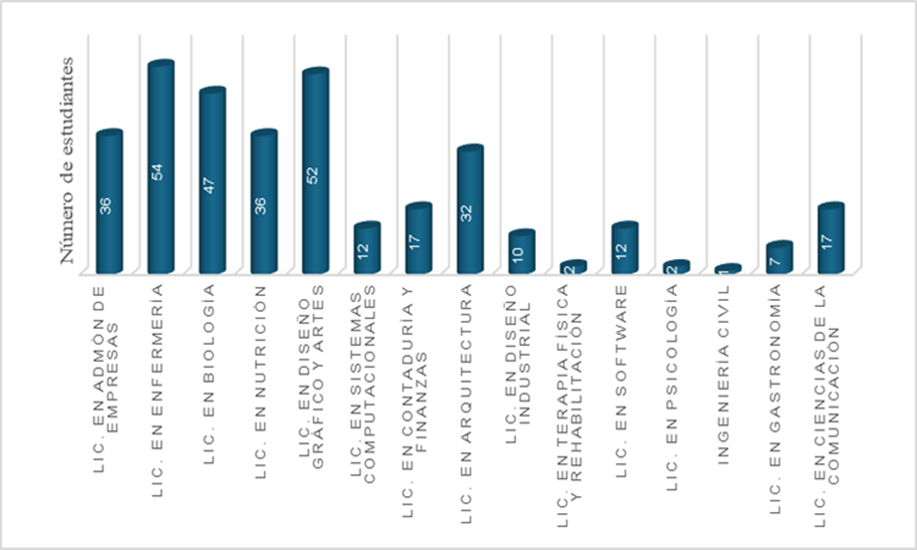 Número de estudiantes
36
54
47
36
52
12
17
32
10
2
12
2
1
7
17
LIC. EN ADMÓN DE
EMPRESAS
LIC. EN ENFERMERÍA
LIC. EN BIOLOGÍA
LIC. EN NUTRICIÓN
LIC. EN DISEÑO
GRÁFICO Y ARTES
LIC. EN SISTEMAS
COMPUTACIONALES
LIC. EN CONTADURÍA Y
FINANZAS
LIC. EN ARQUITECTURA
LIC. EN DISEÑO
INDUSTRIAL
LIC. EN TERAPIA FÍSICA
Y REHABILITACIÓN
LIC. EN SOFTWARE
LIC. EN PSICOLOGÍA
INGENIERÍA CIVIL
LIC. EN GASTRONOMÍA
LIC. EN CIENCIAS DE LA
COMUNICACIÓN